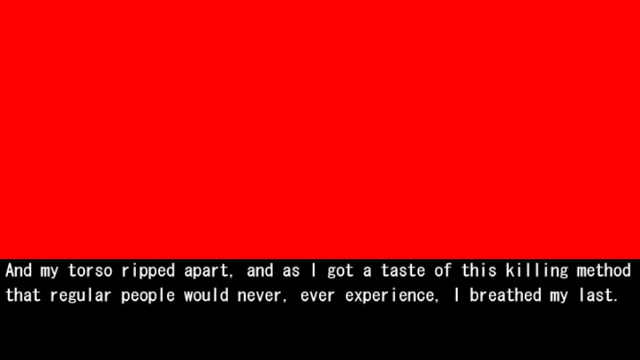 And my torso ripped apart, and as I got a taste of this killing method
that regular people would never, ever experience, I breathed my last.